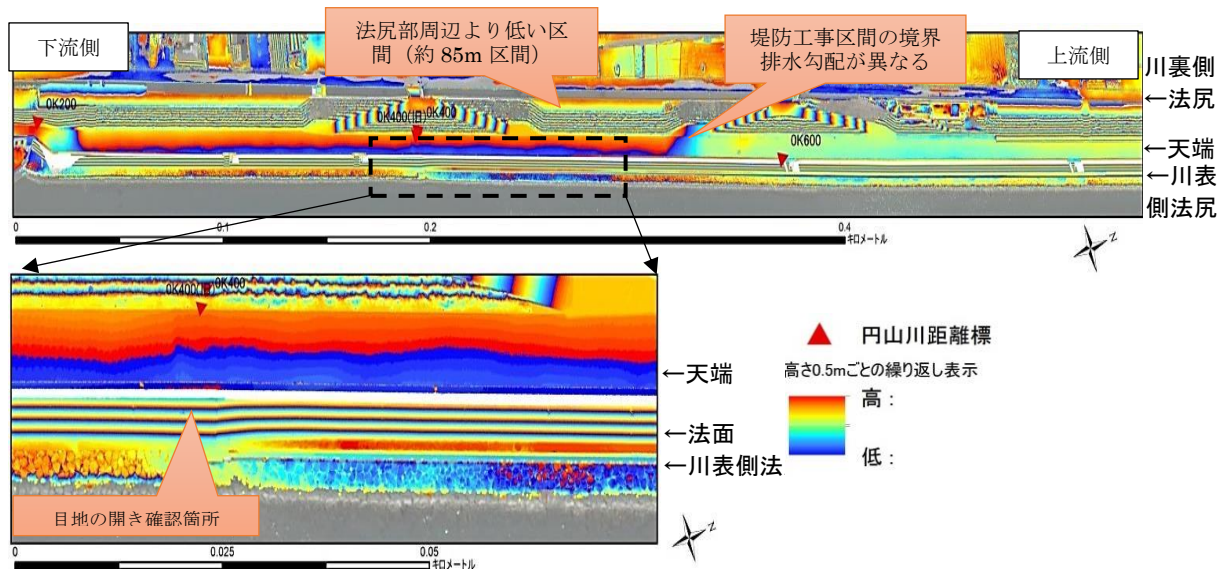 下流側
法尻部周辺より低い区
間（約 85m 区間）
堤防工事区間の境界
排水勾配が異なる
上流側
川裏側
←法尻
0K200
0K400(旧)
0K400
0K600
←天端
←川表
側法尻
0
0.1
0.2
0.4
キロメートル
Z
0K400(旧)
0K400
←天端
←法面
←川表側法
目地の開き確認箇所
0
0.025
0.05
キロメートル
Z
円山川距離標
高さ0.5mごとの繰り返し表示
高：
低：